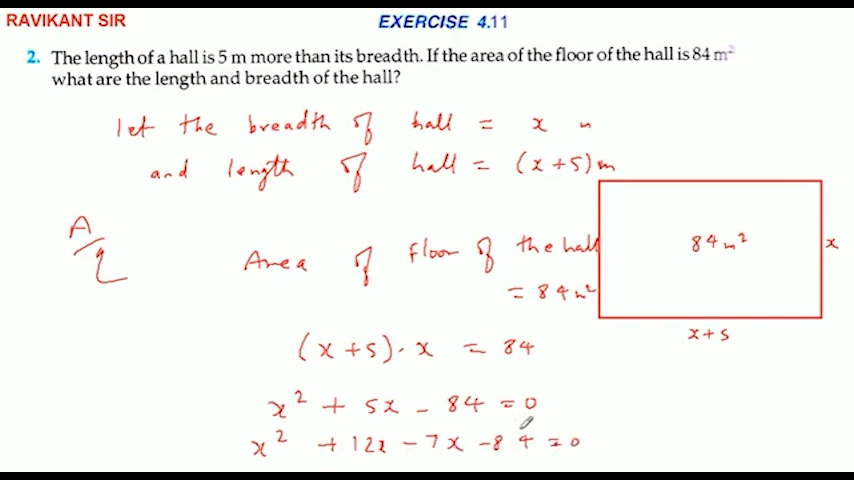 RAVIKANT SIR
EXERCISE 4.11
2. The length of a hall is 5 m more than its breadth. If the area of the floor of the hall is 84 m²
what are the length and breadth of the hall?
let the breadth of hall = x m
and length of hall = (x+5) m
A/q
Area of floor of the hall
= 84 m²
84 m²
x
x+5
(x+5)·x = 84
x² + 5x - 84 = 0
x² + 12x - 7x - 84 = 0